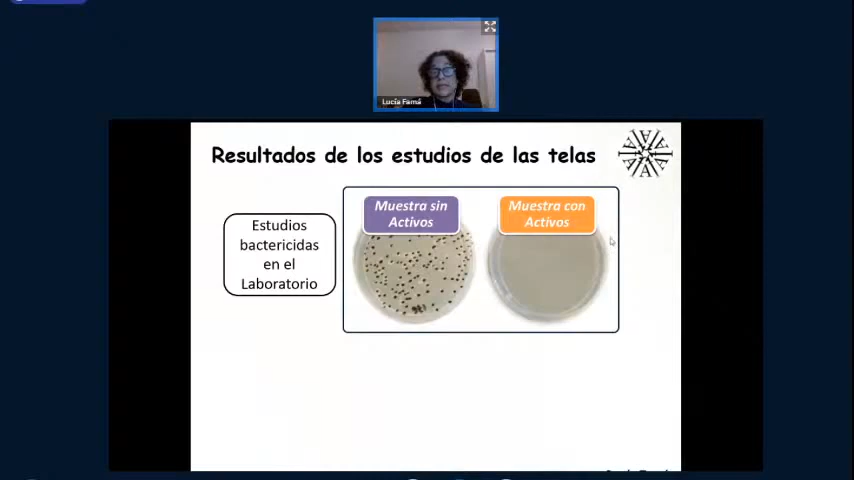 Lucía Famá
Resultados de los estudios de las telas
Muestra sin
Activos
Muestra con
Activos
Estudios
bactericidas
en el
Laboratorio